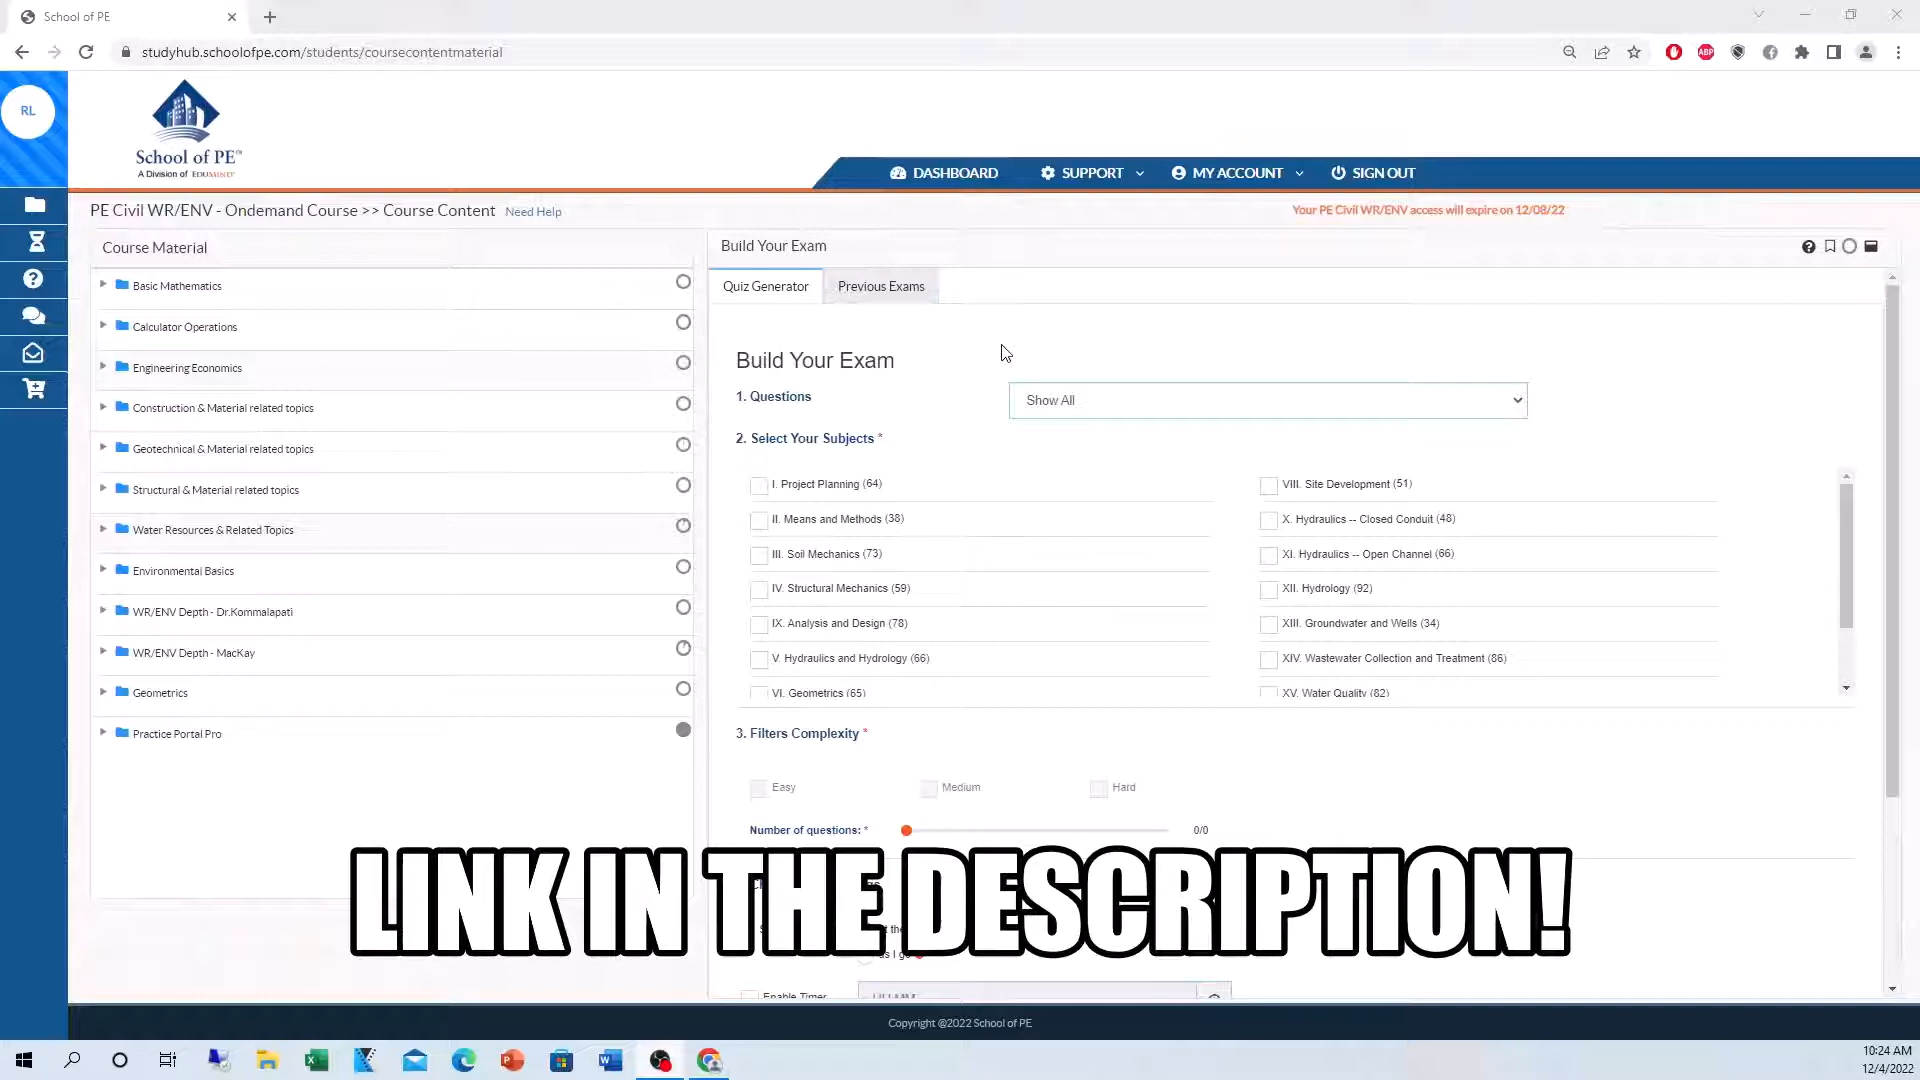 School of PE
studyhub.schoolofpe.com/students/coursecontentmaterial
ABP
RL
School of PE™
A Division of EDUMIND
DASHBOARD
SUPPORT
MY ACCOUNT
SIGN OUT
PE Civil WR/ENV - Ondemand Course >> Course Content
Need Help
Your PE Civil WR/ENV access will expire on 12/08/22
Course Material
Basic Mathematics
Calculator Operations
Engineering Economics
Construction & Material related topics
Geotechnical & Material related topics
Structural & Material related topics
Water Resources & Related Topics
Environmental Basics
WR/ENV Depth - Dr.Kommalapati
WR/ENV Depth - MacKay
Geometrics
Practice Portal Pro
Build Your Exam
Quiz Generator
Previous Exams
Build Your Exam
1. Questions
Show All
2. Select Your Subjects *
I. Project Planning (64)
II. Means and Methods (38)
III. Soil Mechanics (73)
IV. Structural Mechanics (59)
IX. Analysis and Design (78)
V. Hydraulics and Hydrology (66)
VI. Geometrics (65)
VIII. Site Development (51)
X. Hydraulics -- Closed Conduit (48)
XI. Hydraulics -- Open Channel (66)
XII. Hydrology (92)
XIII. Groundwater and Wells (34)
XIV. Wastewater Collection and Treatment (86)
XV. Water Quality (82)
3. Filters Complexity *
Easy
Medium
Hard
Number of questions: *
0/0
LINK IN THE DESCRIPTION!
as I go
Enable Timer
HH:MM
Copyright @2022 School of PE
10:24 AM
12/4/2022